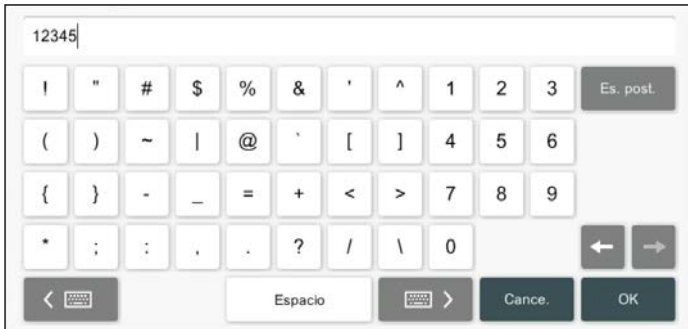 12345
! " # $ % & ' ^ 1 2 3 Es. post.
( ) ~ | @ ` [ ] 4 5 6
{ } - _ = + < > 7 8 9
* ; : , . ? / \ 0 ← →
< Espacio > Cance. OK